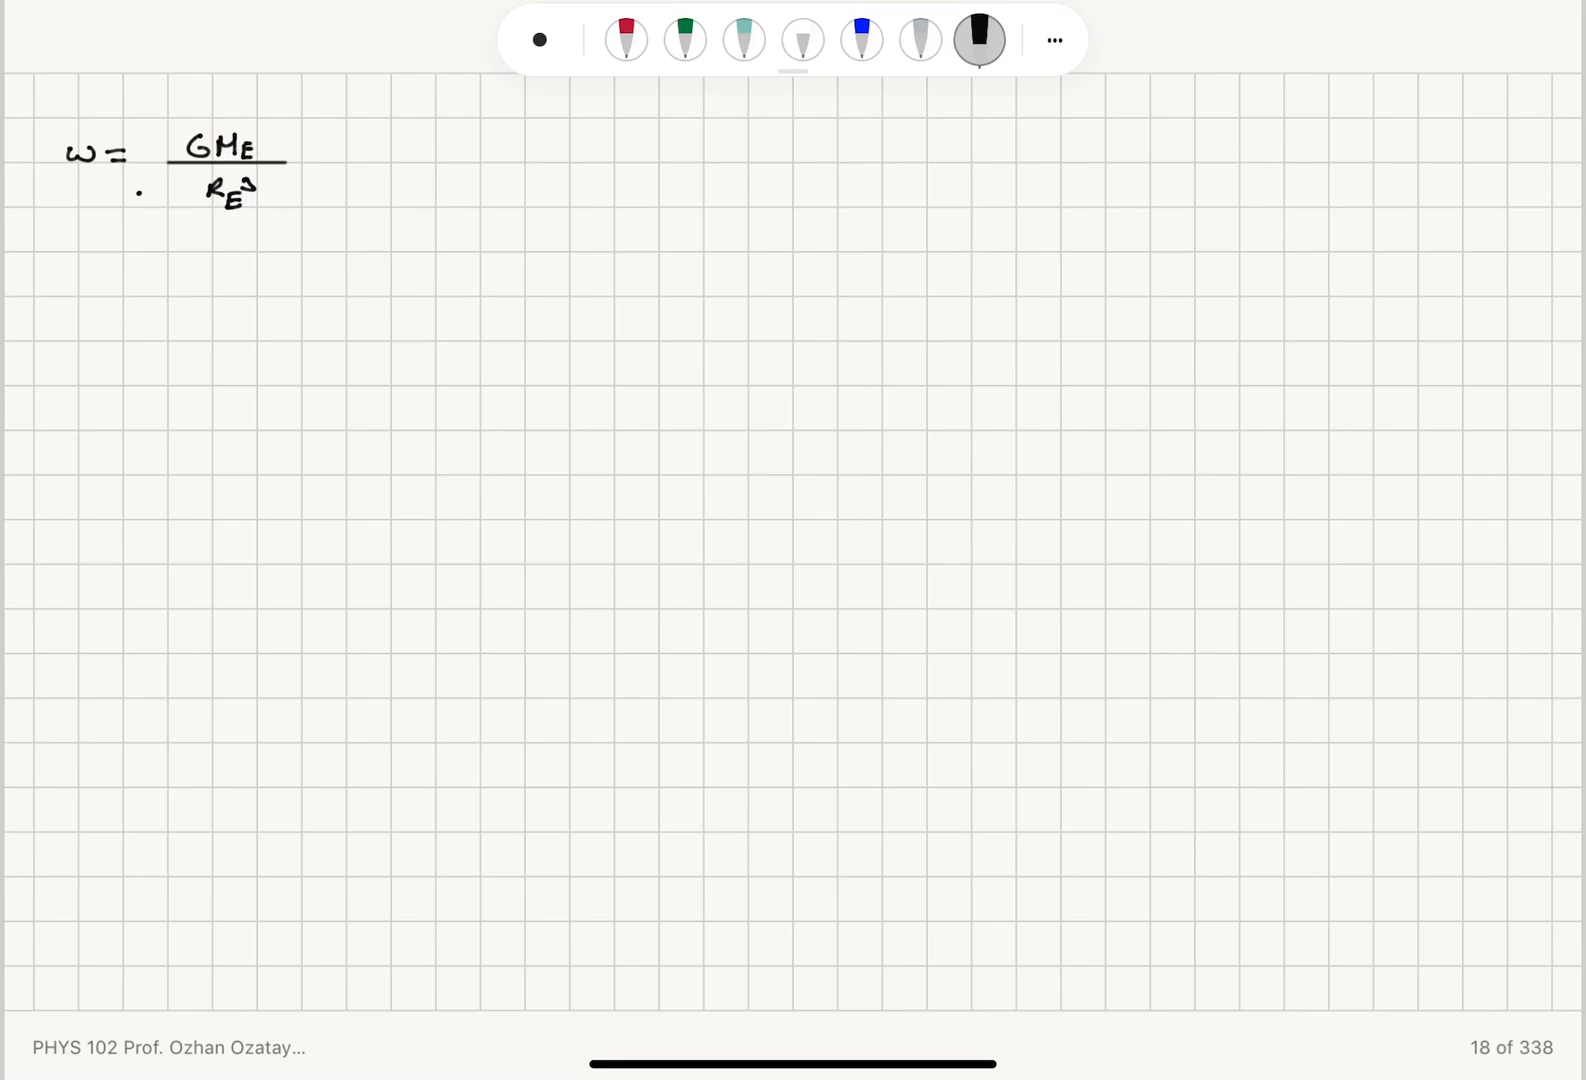 ω = GM_E / R_E³
PHYS 102 Prof. Ozhan Ozatay...
18 of 338